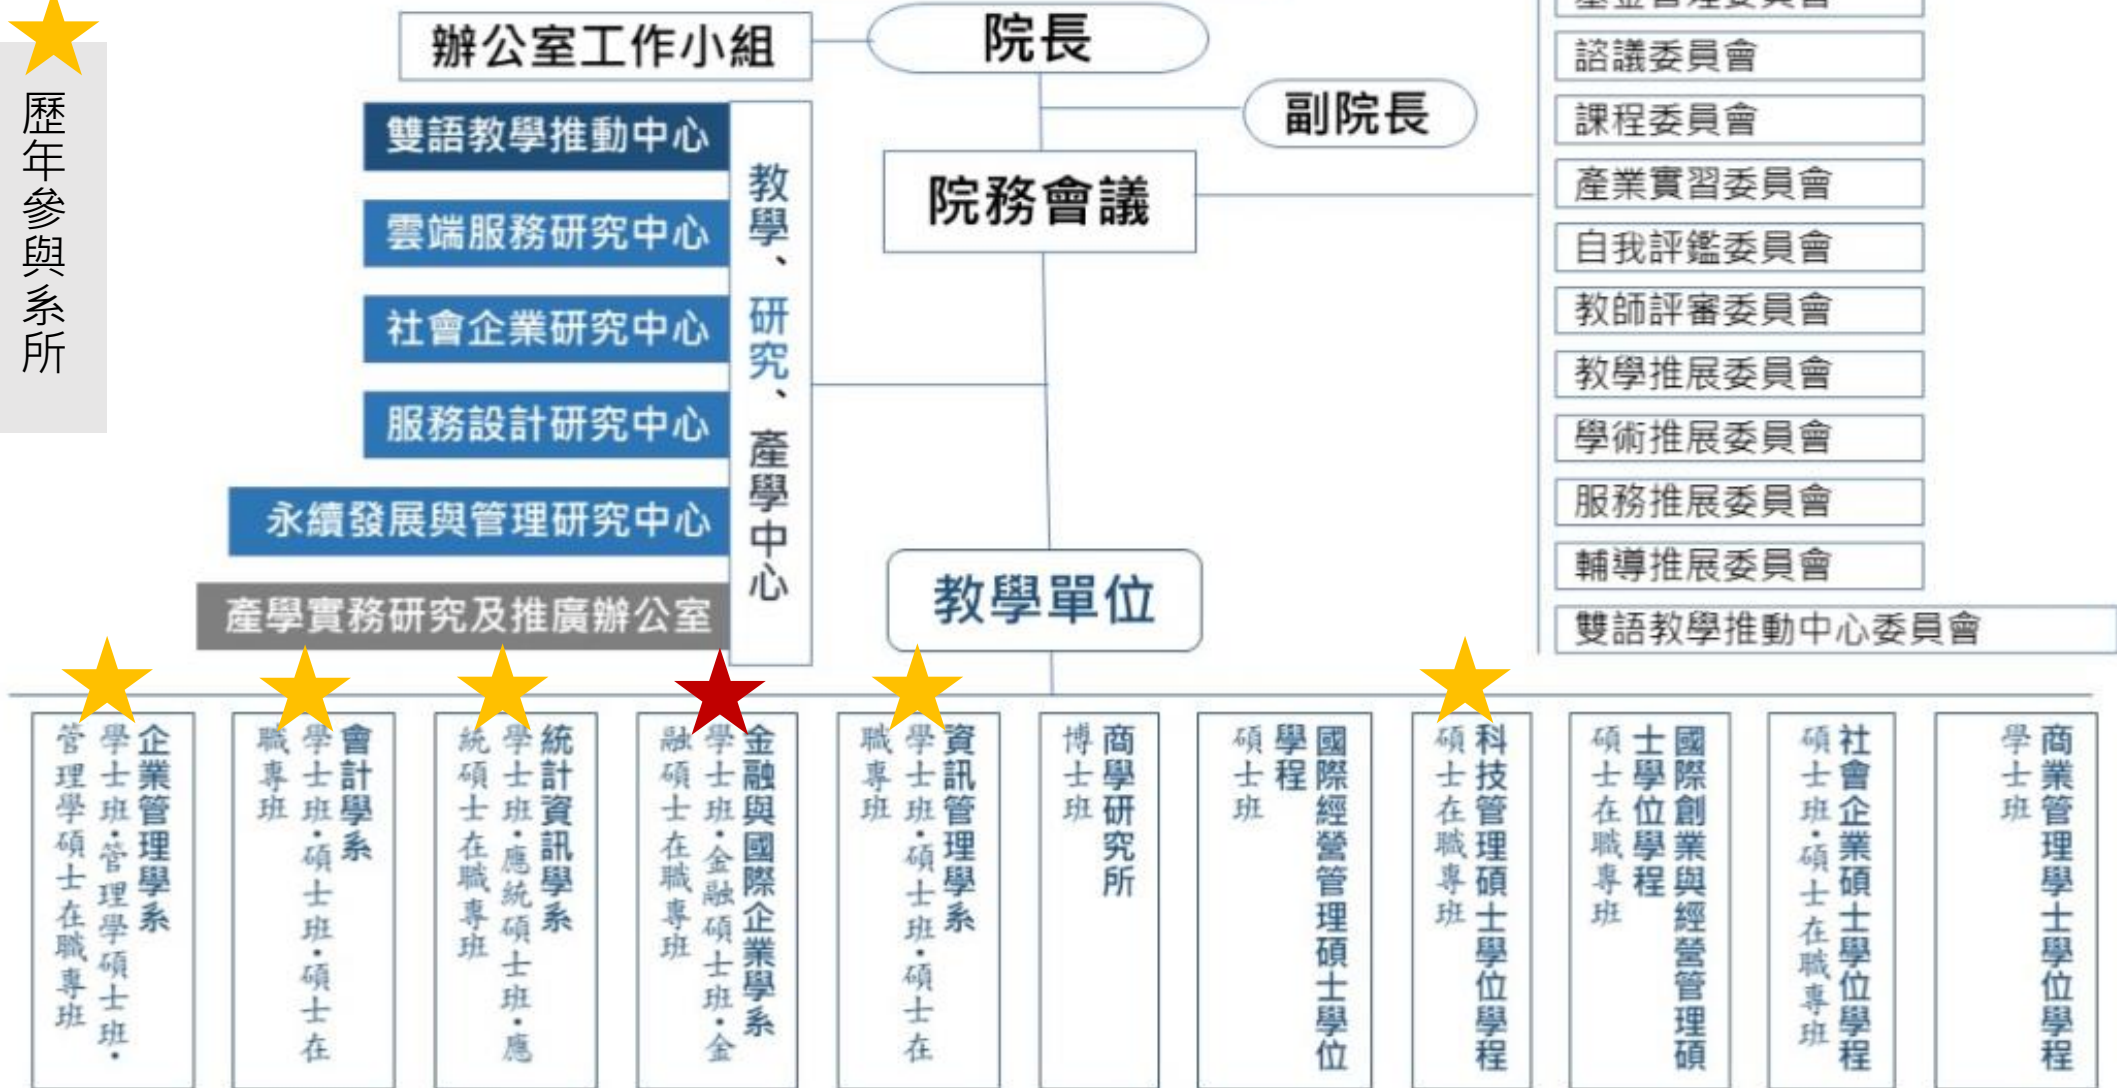 歷年參與系所
辦公室工作小組
院長
副院長
院務會議
雙語教學推動中心
雲端服務研究中心
社會企業研究中心
服務設計研究中心
永續發展與管理研究中心
產學實務研究及推廣辦公室
教學、研究、產學中心
基金管理委員會
諮議委員會
課程委員會
產業實習委員會
自我評鑑委員會
教師評審委員會
教學推展委員會
學術推展委員會
服務推展委員會
輔導推展委員會
雙語教學推動中心委員會
教學單位
企業管理學系
學士班•管理學碩士班•
管理學碩士在職專班
會計學系
學士班•碩士班•碩士在
職專班
統計資訊學系
學士班•應統碩士班•應
統碩士在職專班
金融與國際企業學系
學士班•金融碩士班•金
融碩士在職專班
資訊管理學系
學士班•碩士班•碩士在
職專班
商學研究所
博士班
國際經營管理碩士學位
學程
碩士班
科技管理碩士學位學程
碩士在職專班
國際創業與經營管理碩
士學位學程
碩士在職專班
社會企業碩士學位學程
碩士班•碩士在職專班
商業管理學士學位學程
學士班